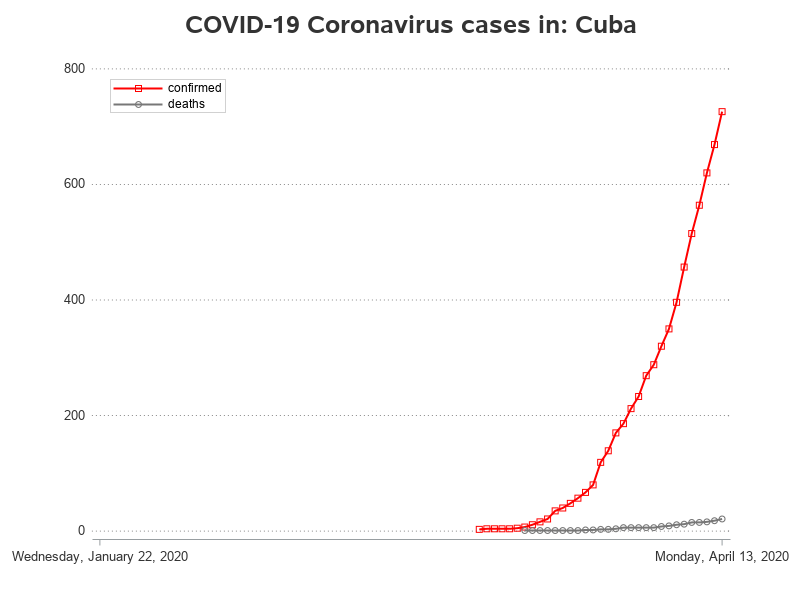 COVID-19 Coronavirus cases in: Cuba
800
confirmed
deaths
600
400
200
0
Wednesday, January 22, 2020
Monday, April 13, 2020